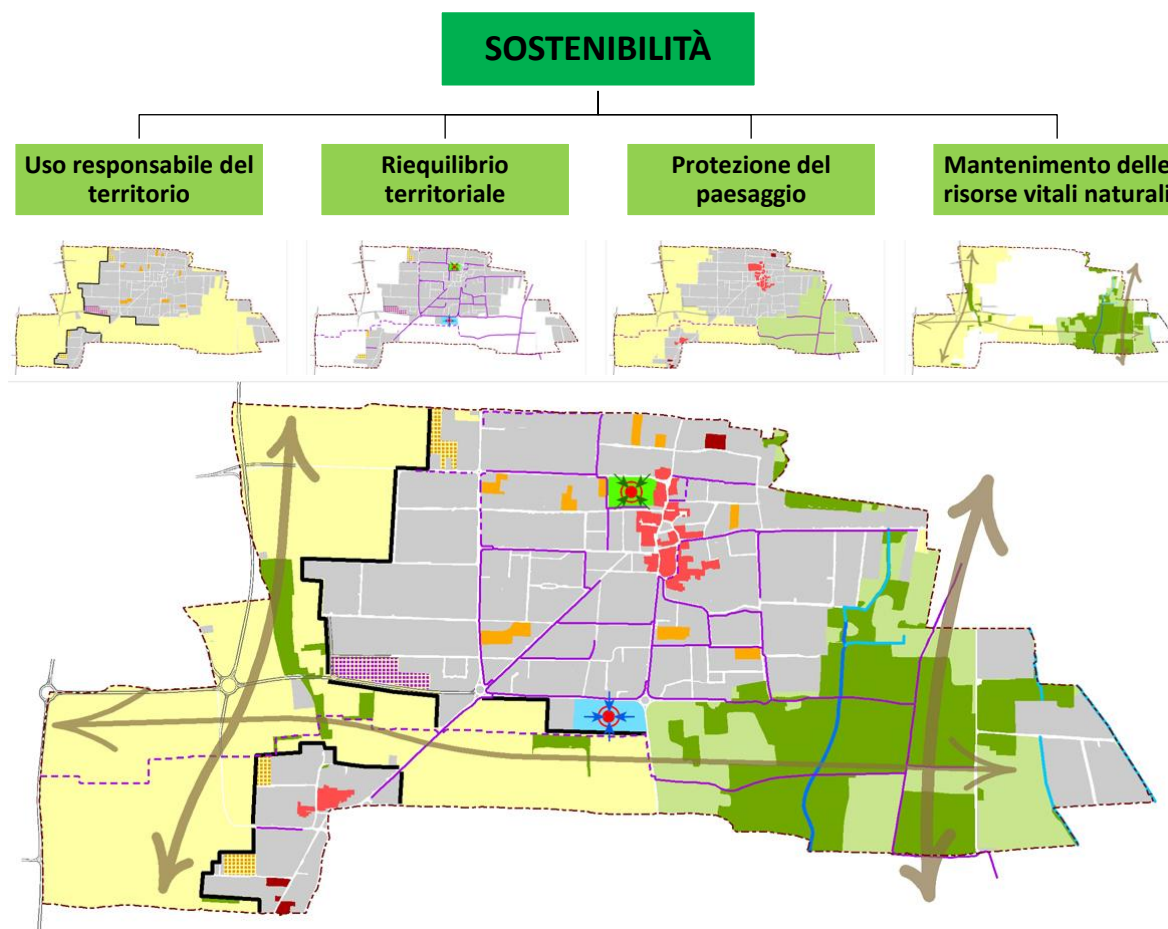 SOSTENIBILITÀ
Uso responsabile del
territorio
Riequilibrio
territoriale
Protezione del
paesaggio
Mantenimento delle
risorse vitali naturali